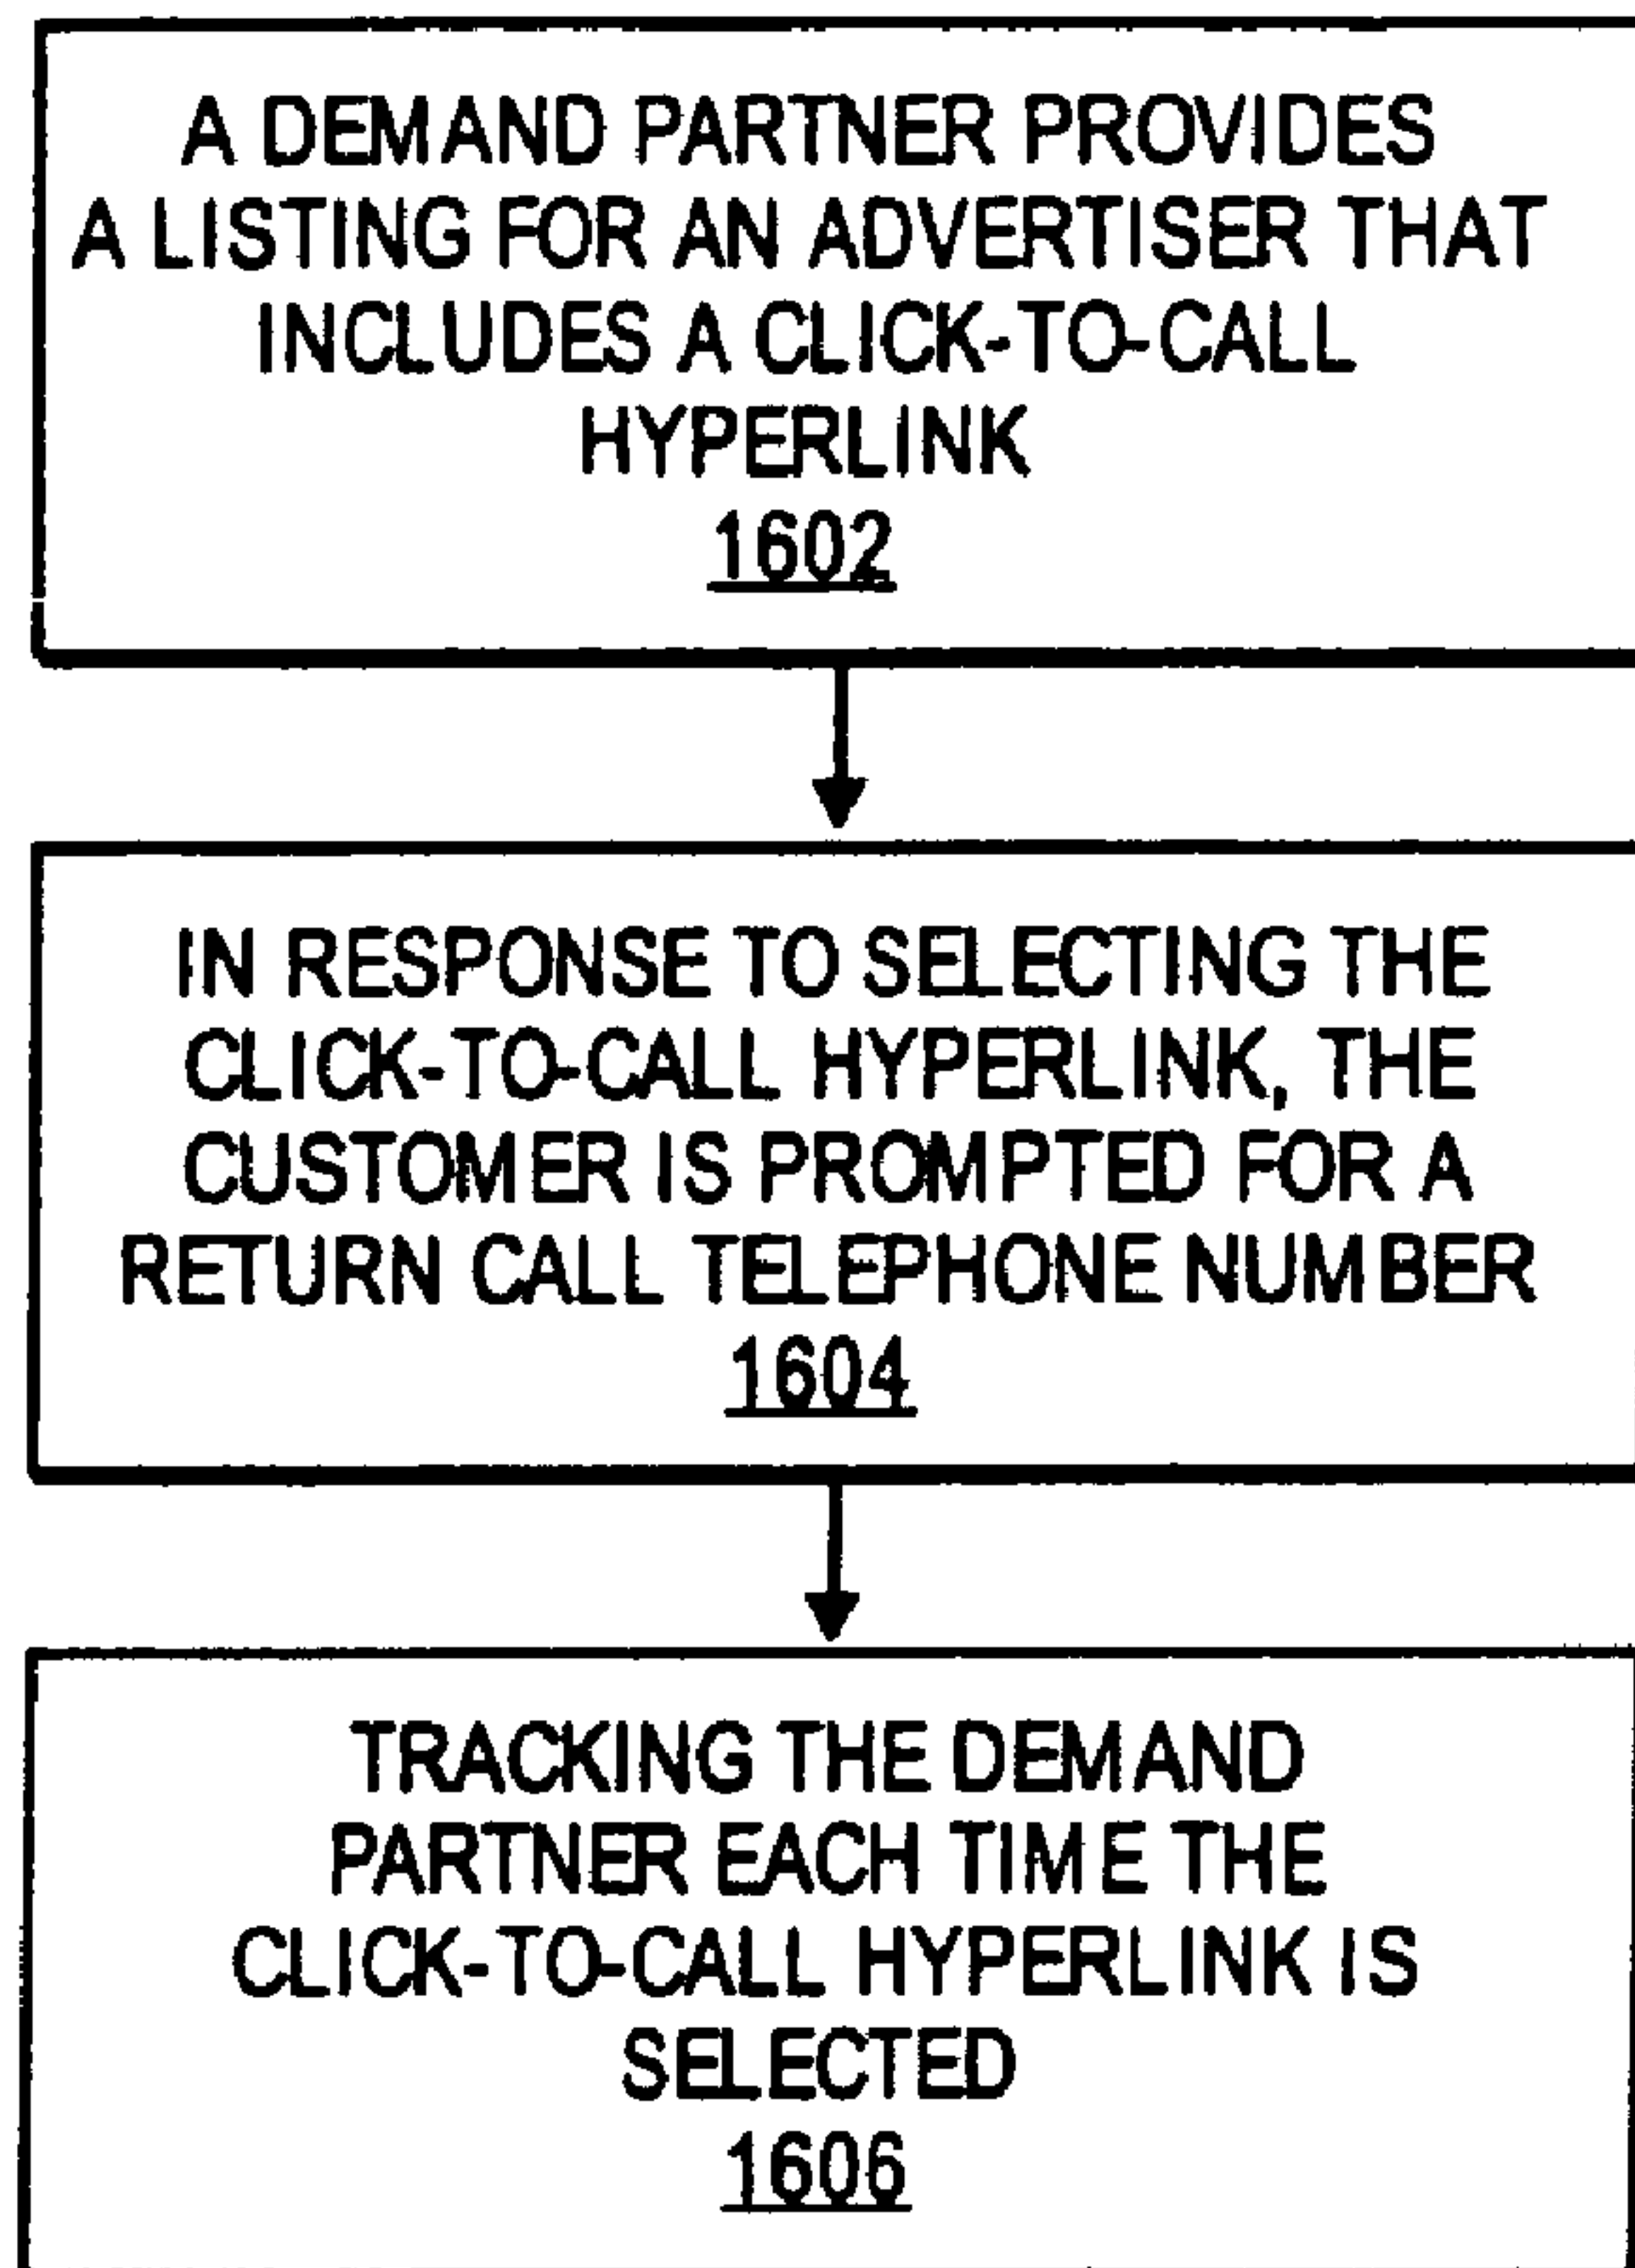 A DEMAND PARTNER PROVIDES
A LISTING FOR AN ADVERTISER THAT
INCLUDES A CLICK-TO-CALL
HYPERLINK
1602
IN RESPONSE TO SELECTING THE
CLICK-TO-CALL HYPERLINK, THE
CUSTOMER IS PROMPTED FOR A
RETURN CALL TELEPHONE NUMBER
1604
TRACKING THE DEMAND
PARTNER EACH TIME THE
CLICK-TO-CALL HYPERLINK IS
SELECTED
1606